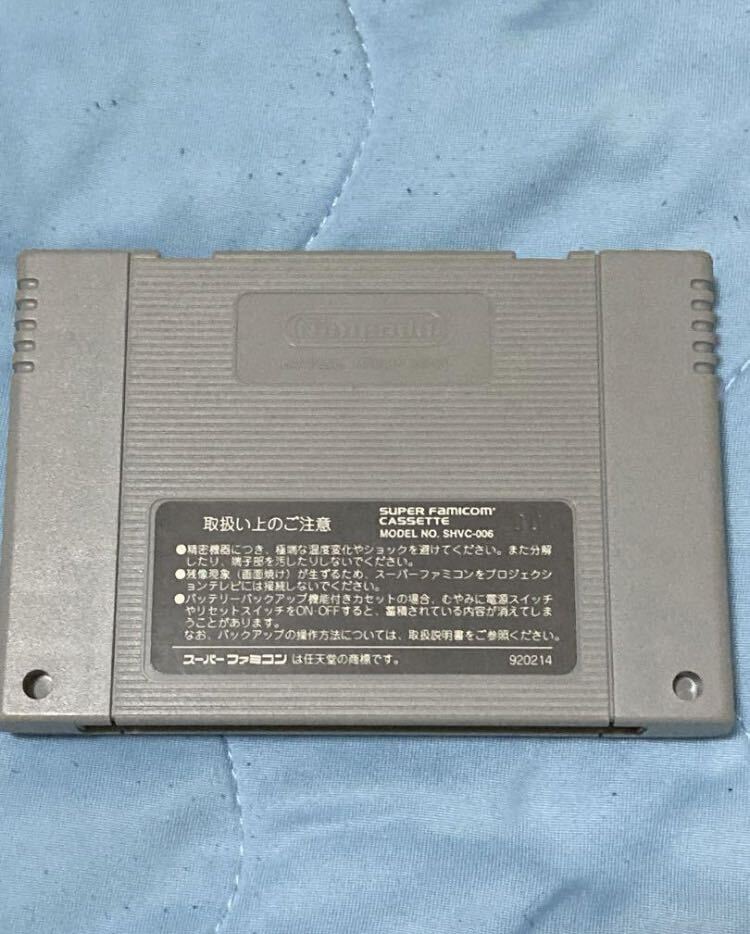 Nintendo
取扱い上のご注意
SUPER FAMICOM
CASSETTE
MODEL NO. SHVC-006
●精密機器につき、極端な温度変化やショックを避けてください。また分解
したり、端子部を汚したりしないでください。
●残像現象（画面焼け）が生ずるため、スーパーファミコンをプロジェクシ
ョンテレビには接続しないでください。
●バッテリーバックアップ機能付きカセットの場合、むやみに電源スイッチ
やリセットスイッチをON・OFFすると、蓄積されている内容が消えてしま
うことがあります。
なお、バックアップの操作方法については、取扱説明書をご参照ください。
スーパーファミコンは任天堂の商標です。
920214